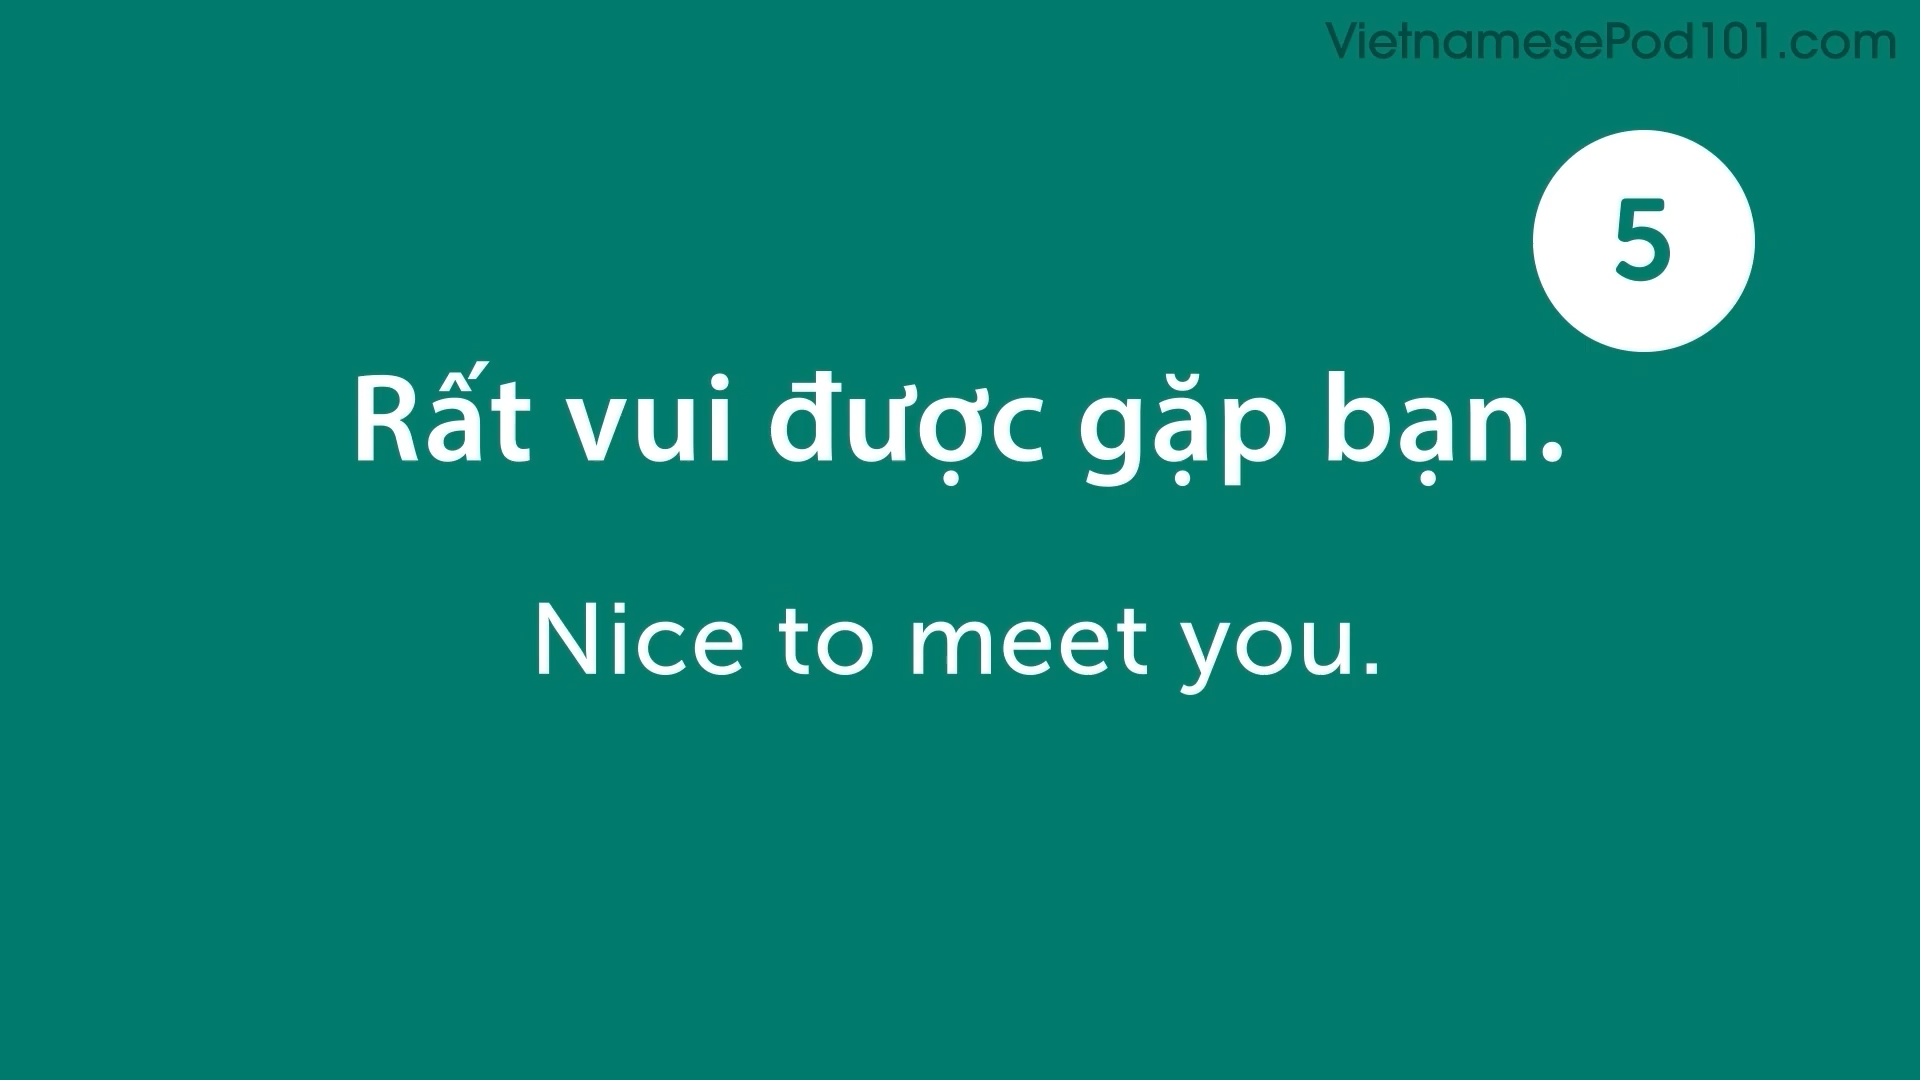 VietnamesePod101.com
5
Rất vui được gặp bạn.
Nice to meet you.